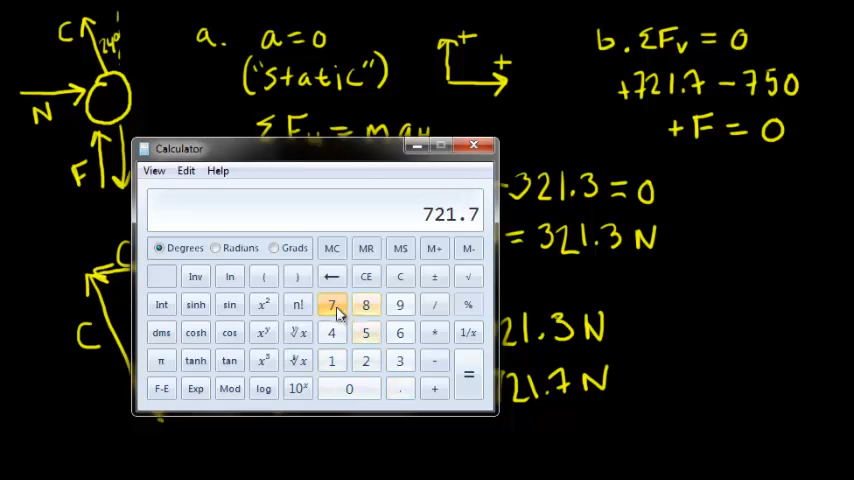 C
24°
N
F
a. a=0
("static")
+
+
b. ΣFv = 0
+721.7 - 750
+F = 0
-321.3 = 0
= 321.3 N
C
C
21.3 N
21.7 N
Calculator
View Edit Help
721.7
Degrees Radians Grads MC MR MS M+ M-
Inv ln ( ) ← CE C ± √
Int sinh sin x² n! 7 8 9 / %
dms cosh cos xʸ ʸ√x 4 5 6 * 1/x
π tanh tan x³ ³√x 1 2 3 - =
F-E Exp Mod log 10ˣ 0 . +